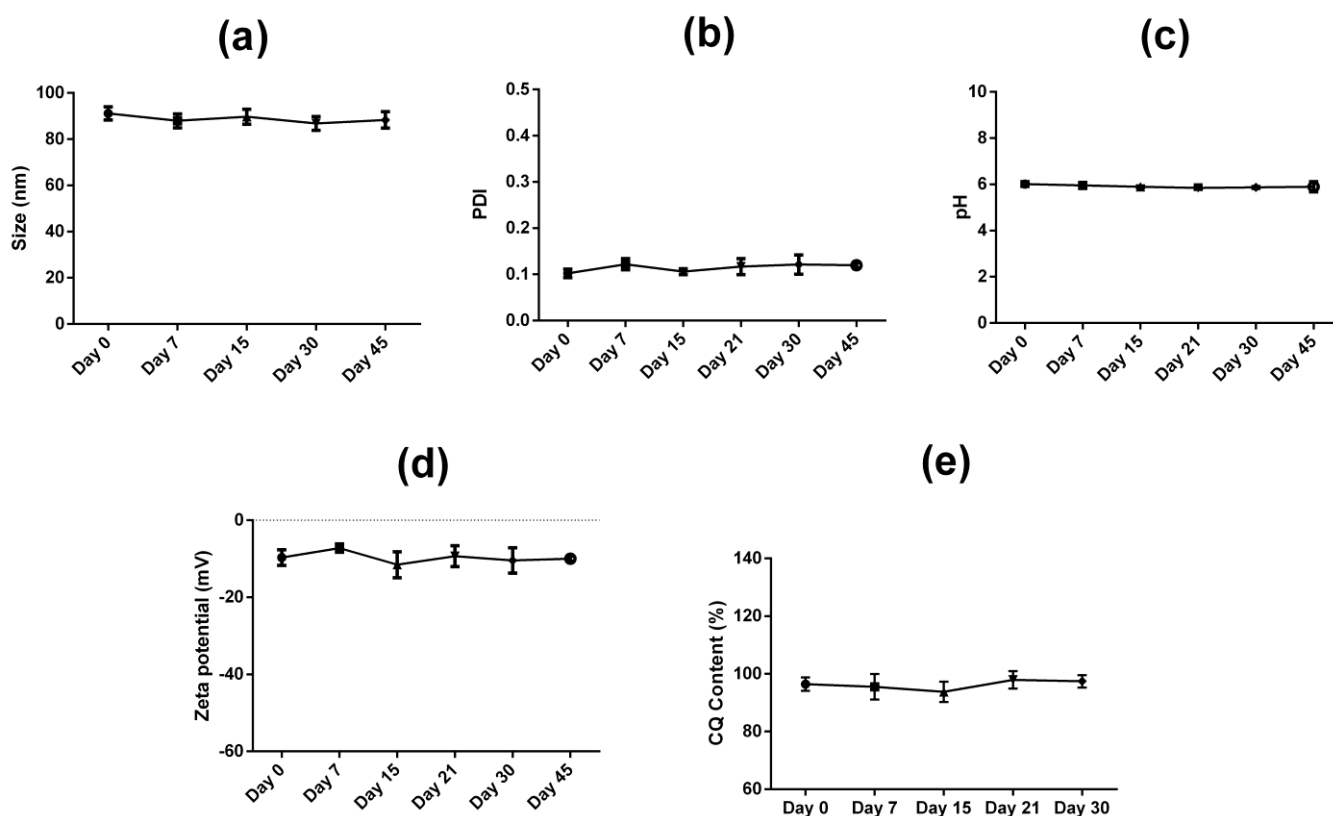 (a)
Size (nm)
100
80
60
40
20
0
Day 0
Day 7
Day 15
Day 30
Day 45
(b)
PDI
0.5
0.4
0.3
0.2
0.1
0.0
Day 0
Day 7
Day 15
Day 21
Day 30
Day 45
(c)
pH
10
8
6
4
2
0
Day 0
Day 7
Day 15
Day 21
Day 30
Day 45
(d)
Zeta potential (mV)
0
-20
-40
-60
Day 0
Day 7
Day 15
Day 21
Day 30
Day 45
(e)
CQ Content (%)
140
120
100
80
60
Day 0
Day 7
Day 15
Day 21
Day 30